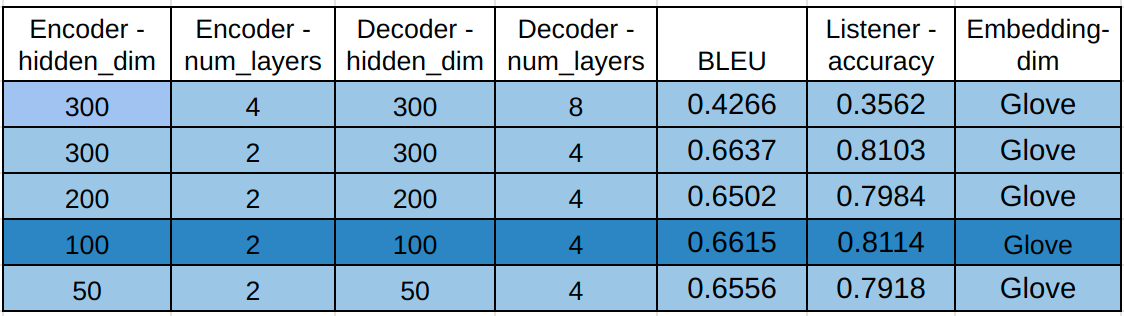 Encoder - hidden_dim Encoder - num_layers Decoder - hidden_dim Decoder - num_layers BLEU Listener - accuracy Embedding- dim
300 4 300 8 0.4266 0.3562 Glove
300 2 300 4 0.6637 0.8103 Glove
200 2 200 4 0.6502 0.7984 Glove
100 2 100 4 0.6615 0.8114 Glove
50 2 50 4 0.6556 0.7918 Glove